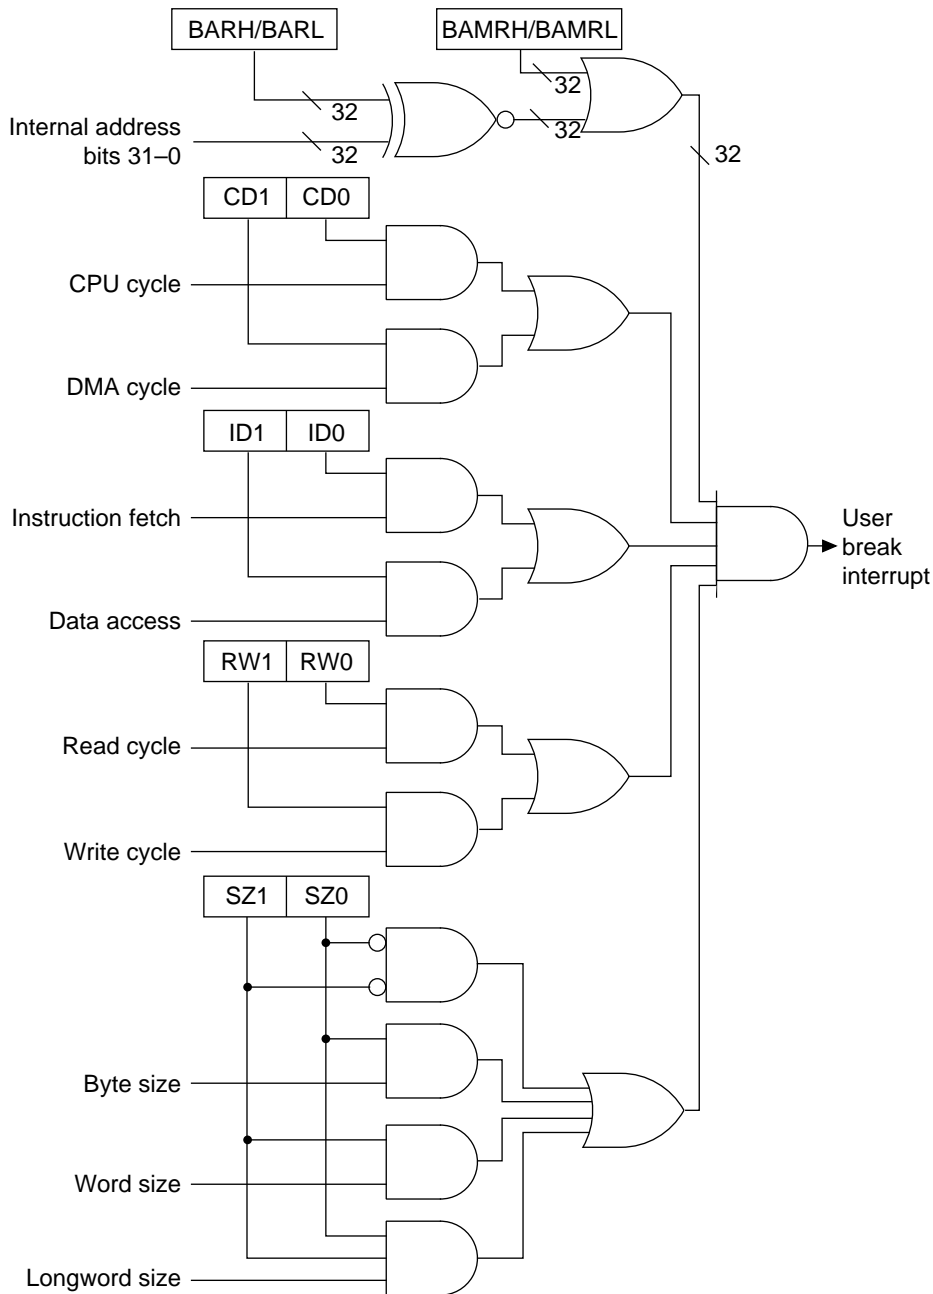 BARH/BARL
BAMRH/BAMRL
32
32
32
Internal address
bits 31–0
32
32
CD1
CD0
CPU cycle
DMA cycle
ID1
ID0
Instruction fetch
User
break
interrupt
Data access
RW1
RW0
Read cycle
Write cycle
SZ1
SZ0
Byte size
Word size
Longword size